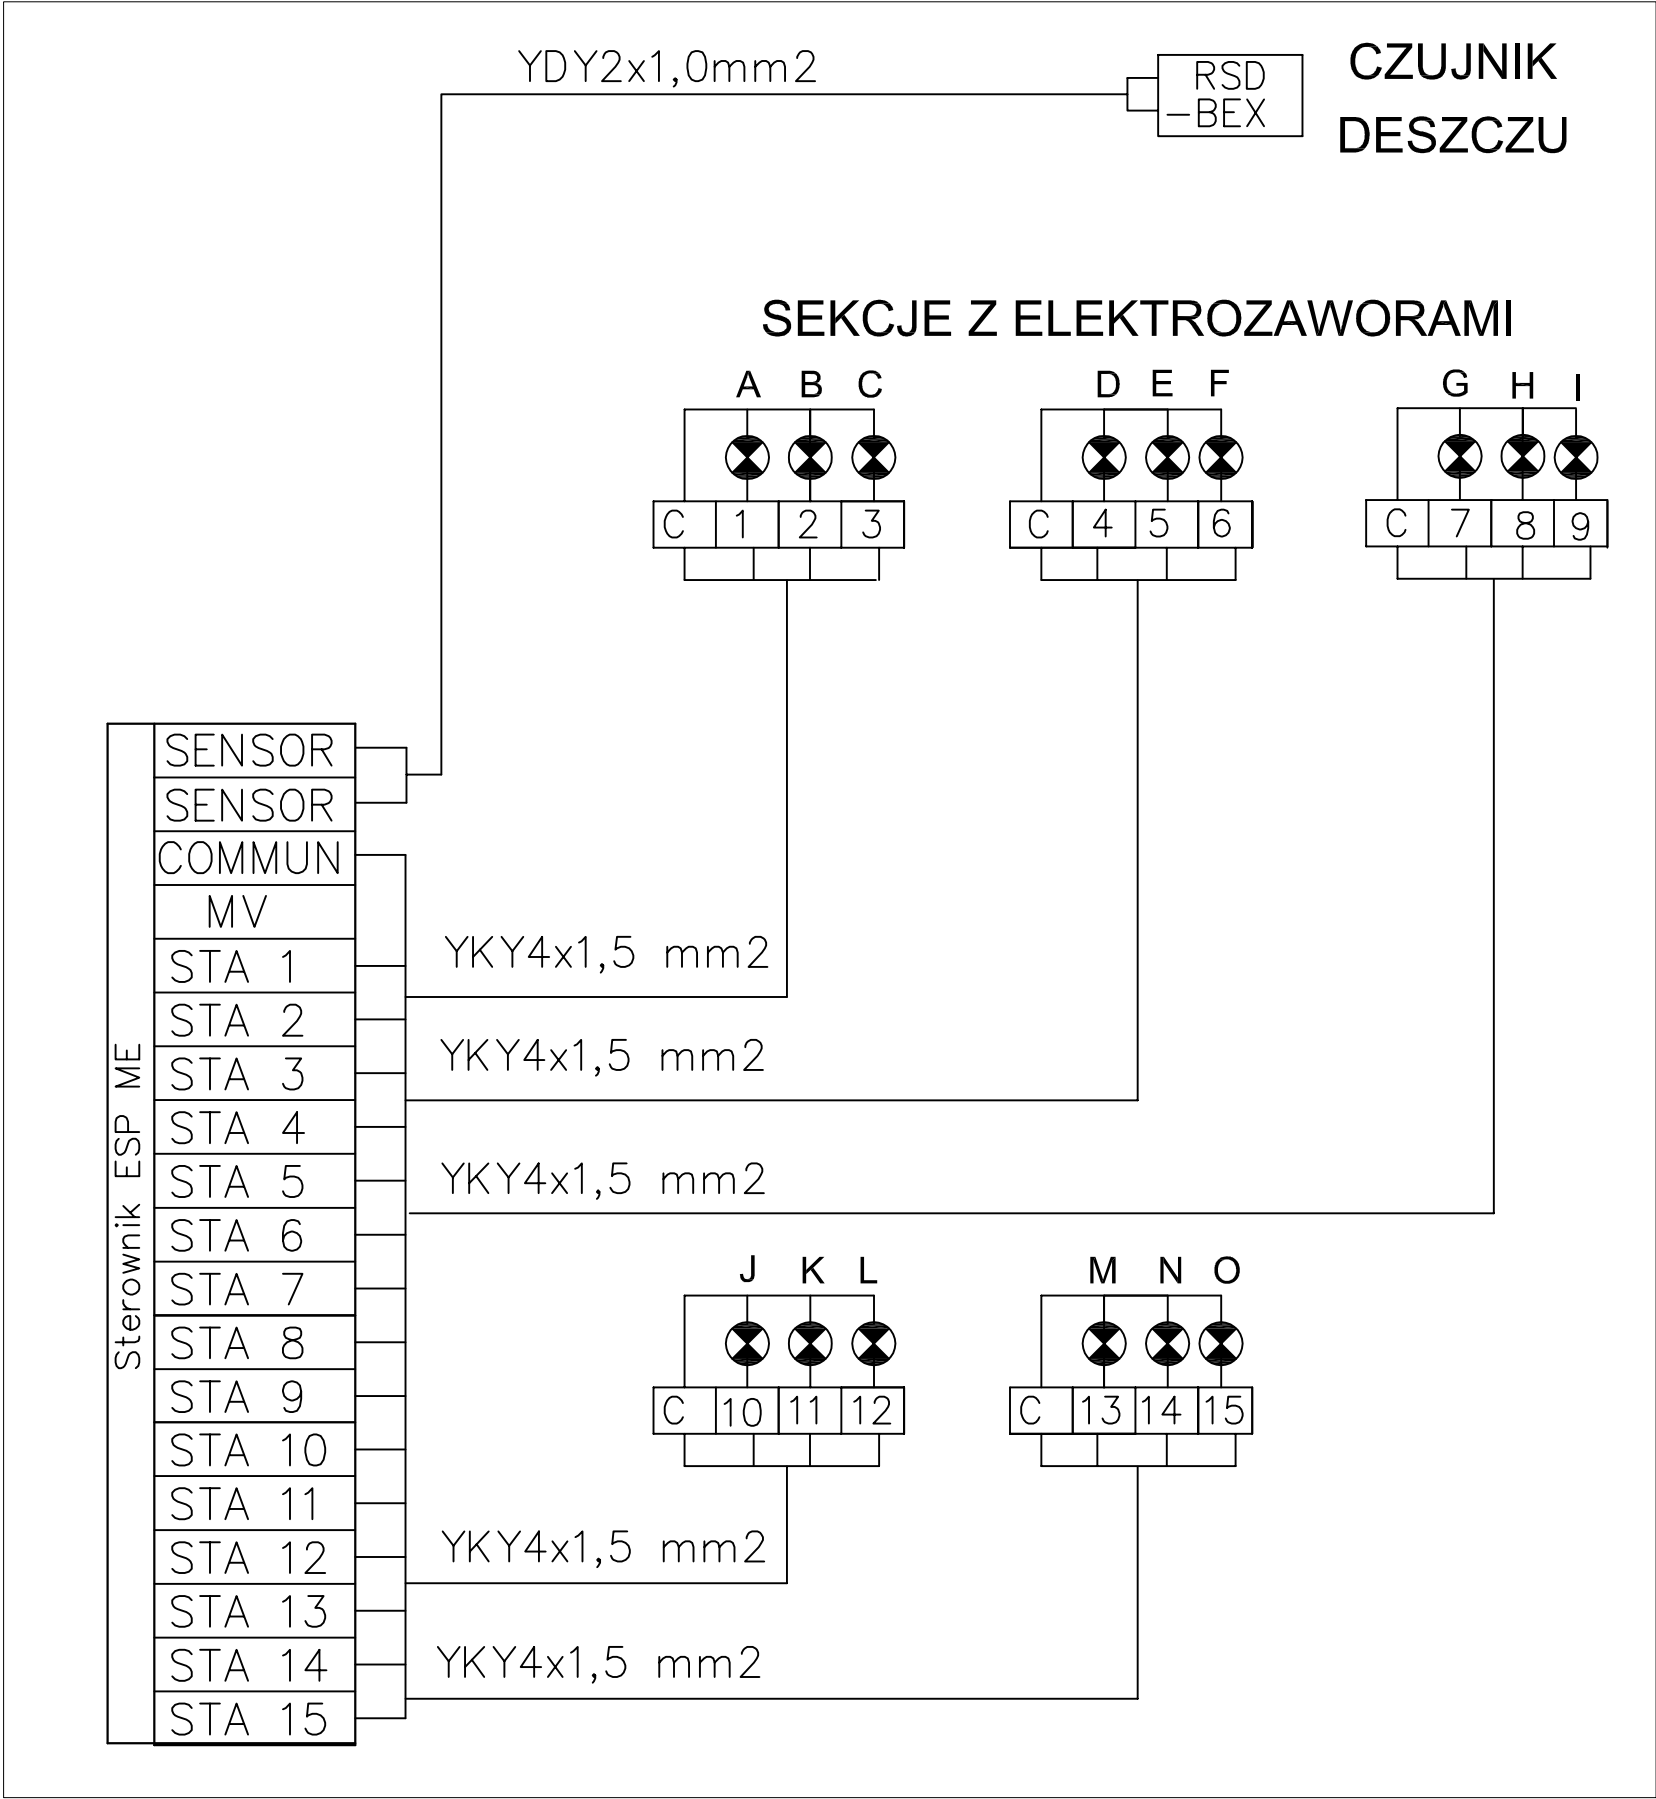 YDY2x1,0mm2
RSD
-BEX
CZUJNIK
DESZCZU
SEKCJE Z ELEKTROZAWORAMI
A B C
D E F
G H I
C 1 2 3
C 4 5 6
C 7 8 9
Sterownik ESP ME
SENSOR
SENSOR
COMMUN
MV
STA 1
STA 2
STA 3
STA 4
STA 5
STA 6
STA 7
STA 8
STA 9
STA 10
STA 11
STA 12
STA 13
STA 14
STA 15
YKY4x1,5 mm2
YKY4x1,5 mm2
YKY4x1,5 mm2
J K L
M N O
C 10 11 12
C 13 14 15
YKY4x1,5 mm2
YKY4x1,5 mm2